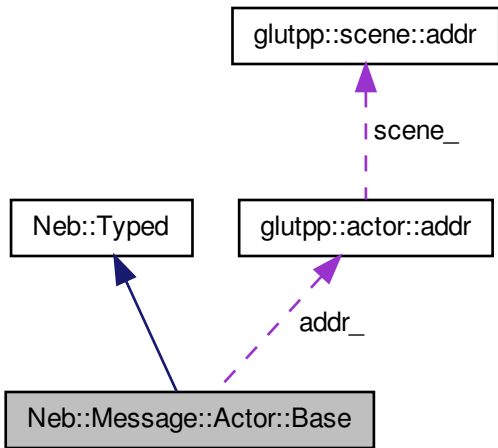 glutpp::scene::addr
scene_
Neb::Typed
glutpp::actor::addr
addr_
Neb::Message::Actor::Base